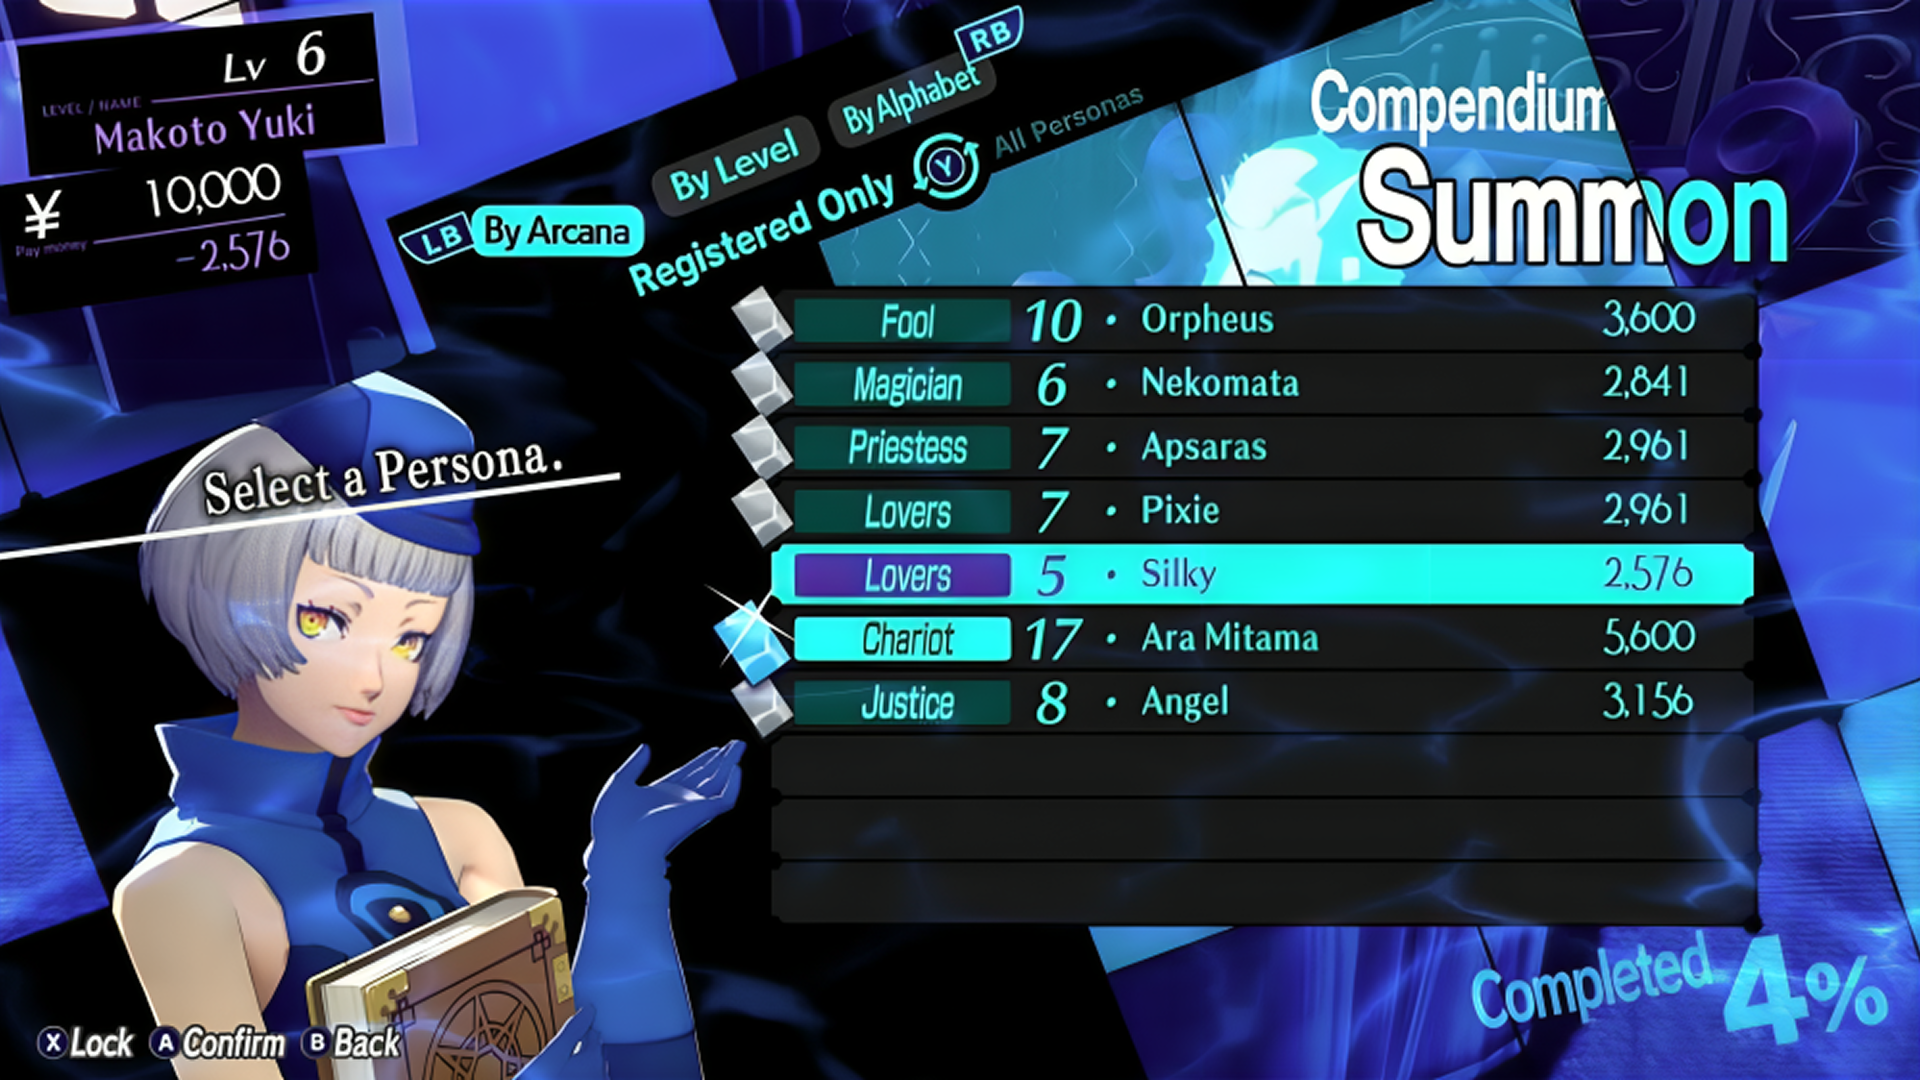 Lv 6
LEVEL / NAME
Makoto Yuki
¥ 10,000
Pay money
-2,576
LB By Arcana By Level By Alphabet RB
Registered Only Y All Personas
Compendium
Summon
Select a Persona.
Fool 10 • Orpheus 3,600
Magician 6 • Nekomata 2,841
Priestess 7 • Apsaras 2,961
Lovers 7 • Pixie 2,961
Lovers 5 • Silky 2,576
Chariot 17 • Ara Mitama 5,600
Justice 8 • Angel 3,156
Completed 4%
X Lock A Confirm B Back